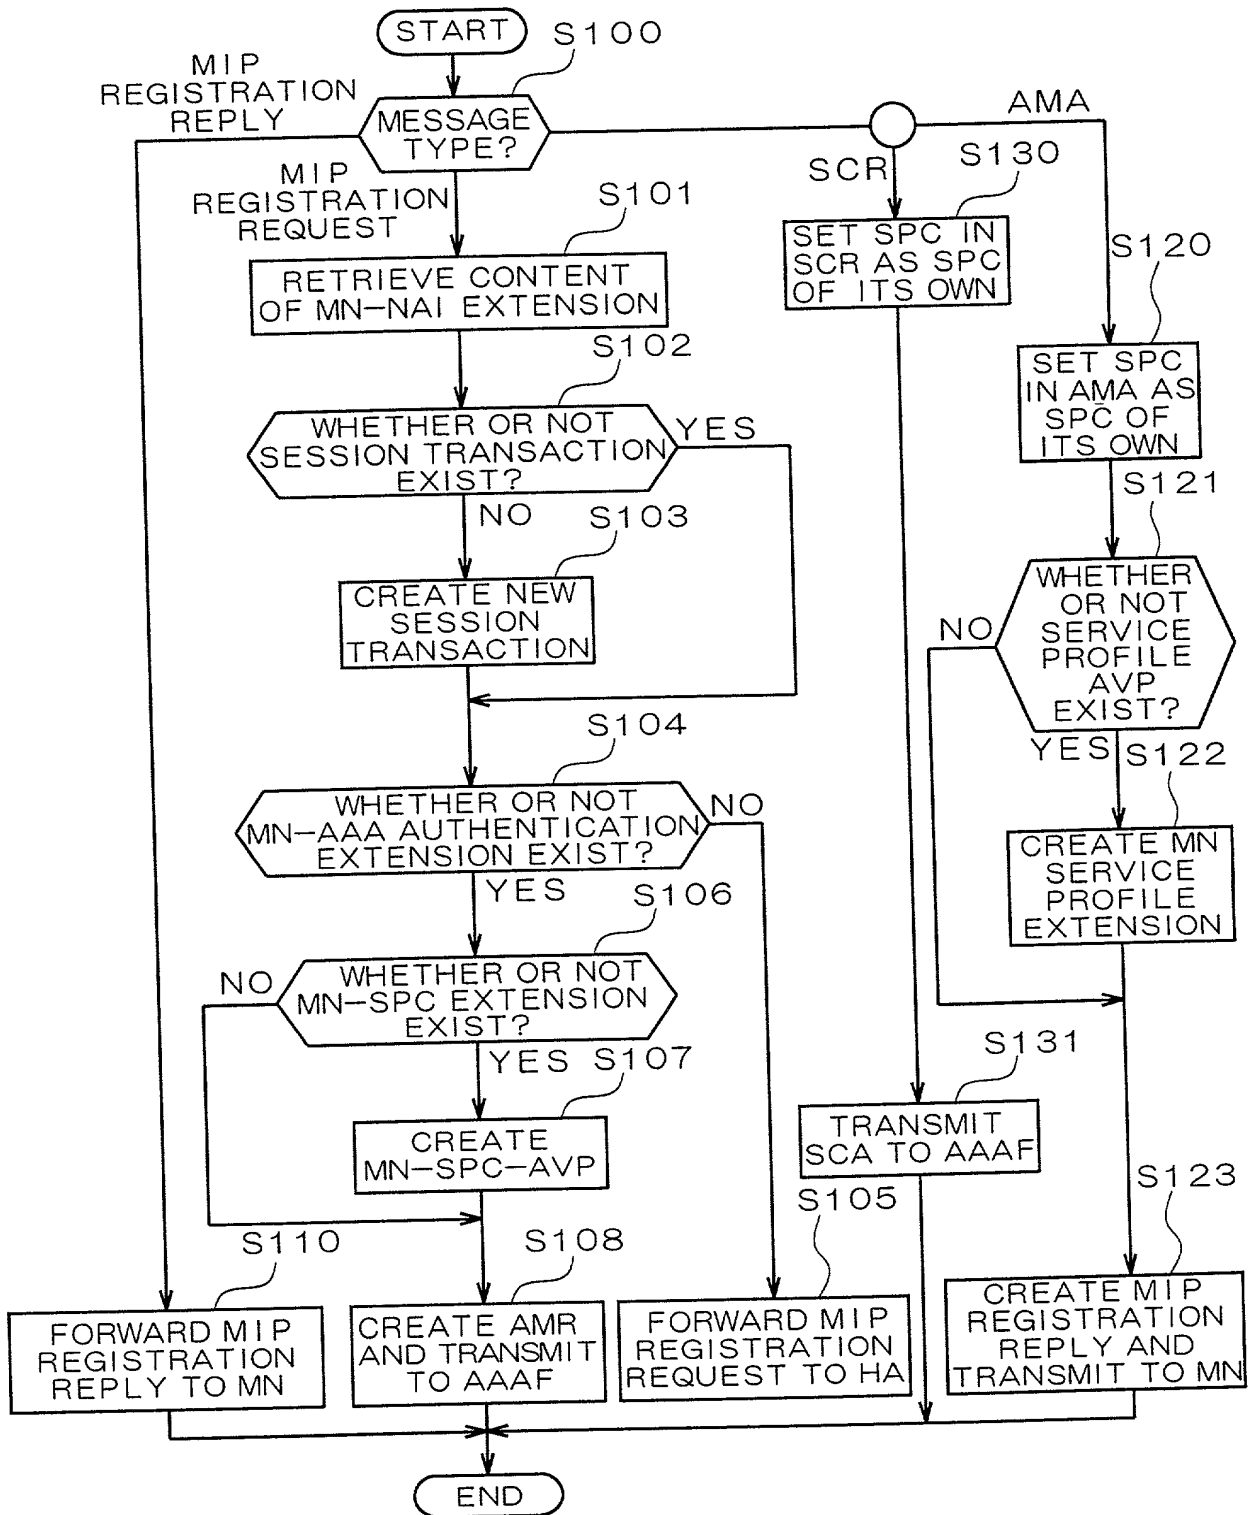 START
S100
MIP
REGISTRATION
REPLY
MESSAGE
TYPE?
AMA
MIP
REGISTRATION
REQUEST
S101
SCR
S130
RETRIEVE CONTENT
OF MN-NAI EXTENSION
SET SPC IN
SCR AS SPC
OF ITS OWN
S120
S102
WHETHER OR NOT
SESSION TRANSACTION
EXIST?
YES
NO
SET SPC
IN AMA AS
SPC OF
ITS OWN
S121
S103
CREATE NEW
SESSION
TRANSACTION
WHETHER
OR NOT
SERVICE
PROFILE
AVP
EXIST?
NO
YES
S122
S104
WHETHER OR NOT
MN-AAA AUTHENTICATION
EXTENSION EXIST?
NO
YES
CREATE MN
SERVICE
PROFILE
EXTENSION
S106
WHETHER OR NOT
MN-SPC EXTENSION
EXIST?
NO
YES
S107
CREATE
MN-SPC-AVP
S131
TRANSMIT
SCA TO AAAF
S123
S110
S108
S105
FORWARD MIP
REGISTRATION
REPLY TO MN
CREATE AMR
AND TRANSMIT
TO AAAF
FORWARD MIP
REGISTRATION
REQUEST TO HA
CREATE MIP
REGISTRATION
REPLY AND
TRANSMIT TO MN
END